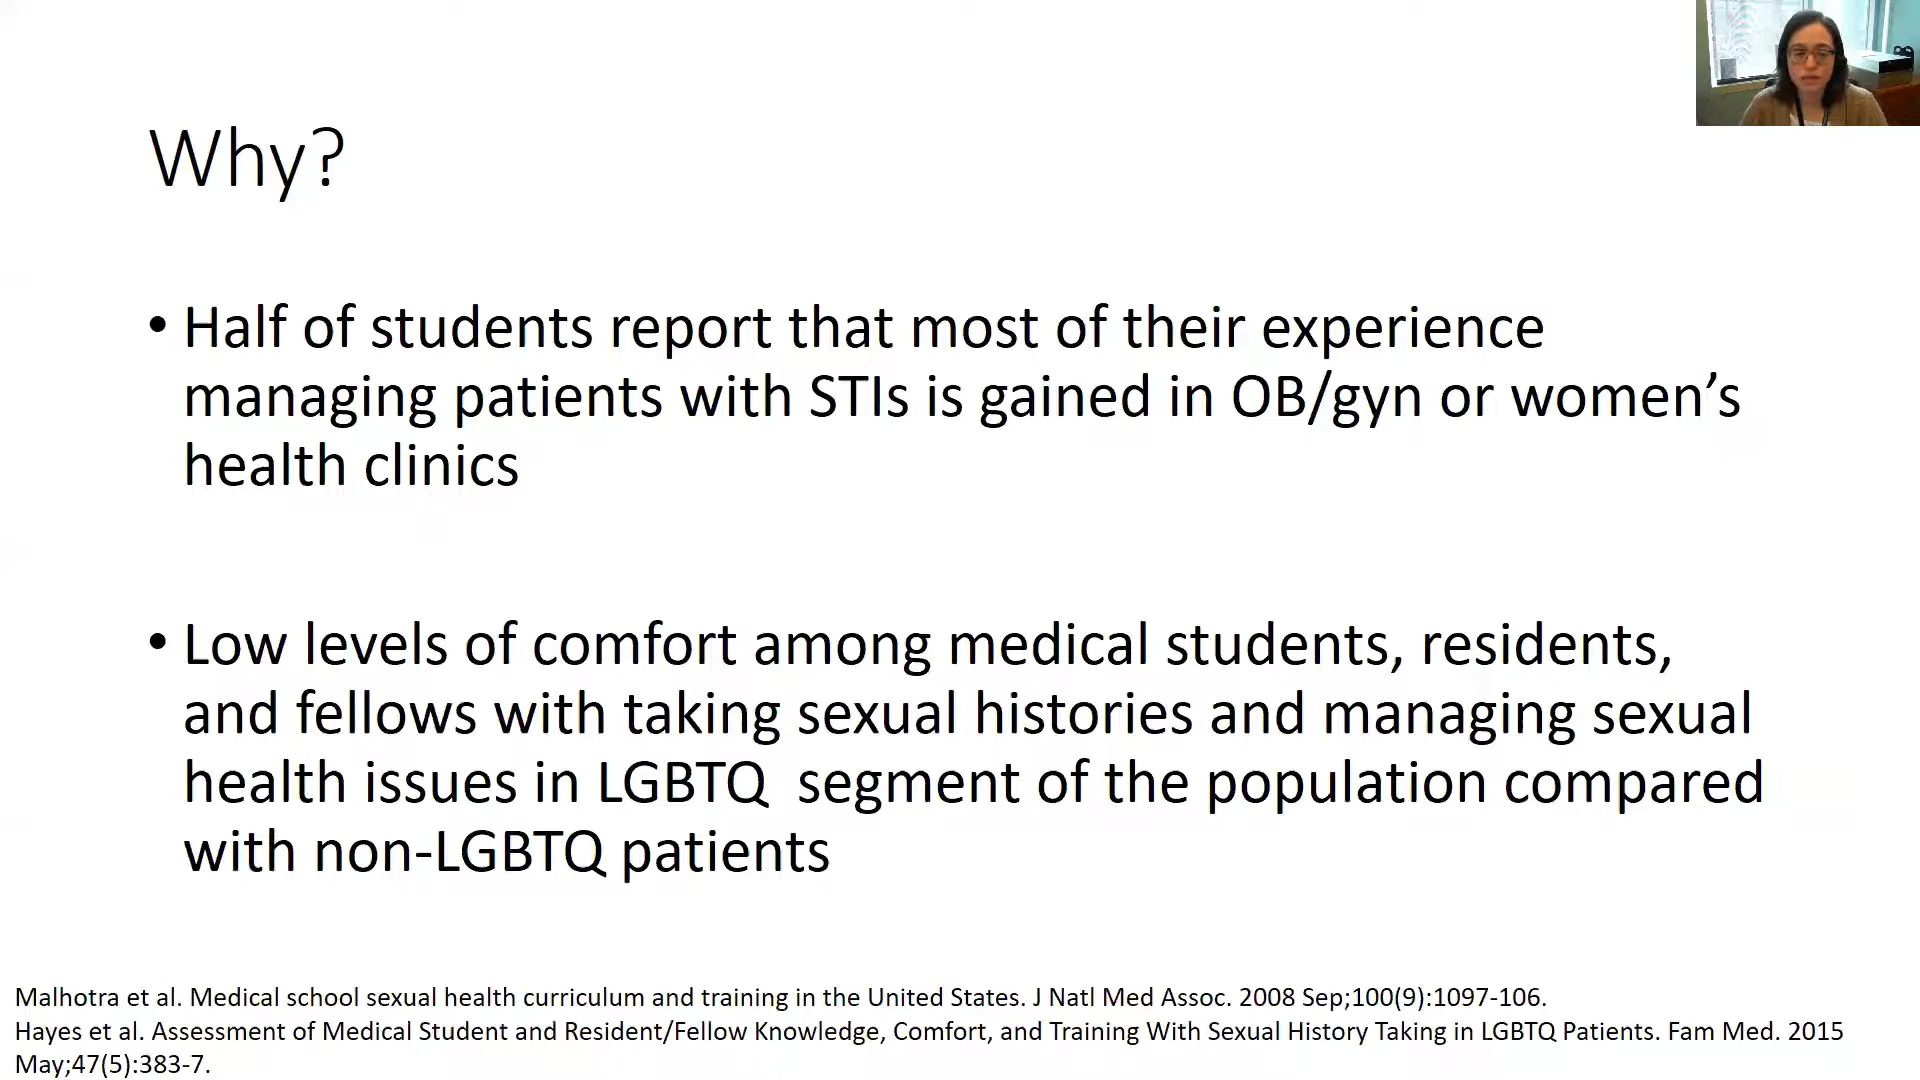 Why?
• Half of students report that most of their experience
managing patients with STIs is gained in OB/gyn or women’s
health clinics
• Low levels of comfort among medical students, residents,
and fellows with taking sexual histories and managing sexual
health issues in LGBTQ  segment of the population compared
with non-LGBTQ patients
Malhotra et al. Medical school sexual health curriculum and training in the United States. J Natl Med Assoc. 2008 Sep;100(9):1097-106.
Hayes et al. Assessment of Medical Student and Resident/Fellow Knowledge, Comfort, and Training With Sexual History Taking in LGBTQ Patients. Fam Med. 2015
May;47(5):383-7.